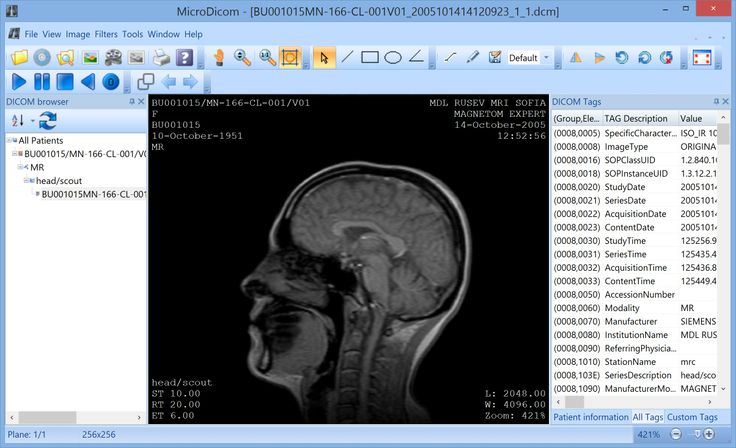 MicroDicom - [BU001015MN-166-CL-001V01_2005101414120923_1_1.dcm]
File View Image Filters Tools Window Help
Default
DICOM browser
All Patients
BU001015/MN-166-CL-001/V0
MR
head/scout
BU001015MN-166-CL-001
BU001015/MN-166-CL-001/V01
F
BU001015
10-October-1951
MR
MDL RUSEV MRI SOFIA
MAGNETOM EXPERT
14-October-2005
12:52:56
head/scout
ST 10.00
RT 20.00
ET 6.00
L: 2048.00
W: 4096.00
Zoom: 421%
DICOM Tags
(Group,Ele... TAG Description Value
(0008,0005) SpecificCharacter... ISO_IR 10
(0008,0008) ImageType ORIGINA
(0008,0016) SOPClassUID 1.2.840.10
(0008,0018) SOPInstanceUID 1.3.12.2.1
(0008,0020) StudyDate 20051014
(0008,0021) SeriesDate 20051014
(0008,0022) AcquisitionDate 20051014
(0008,0023) ContentDate 20051014
(0008,0030) StudyTime 125256.9
(0008,0031) SeriesTime 125435.4
(0008,0032) AcquisitionTime 125436.8
(0008,0033) ContentTime 125449.4
(0008,0050) AccessionNumber
(0008,0060) Modality MR
(0008,0070) Manufacturer SIEMENS
(0008,0080) InstitutionName MDL RUS
(0008,0090) ReferringPhysicia...
(0008,1010) StationName mrc
(0008,103E) SeriesDescription head/sco
(0008,1090) ManufacturerMo... MAGNET
Patient information All Tags Custom Tags
Plane: 1/1 256x256 421%